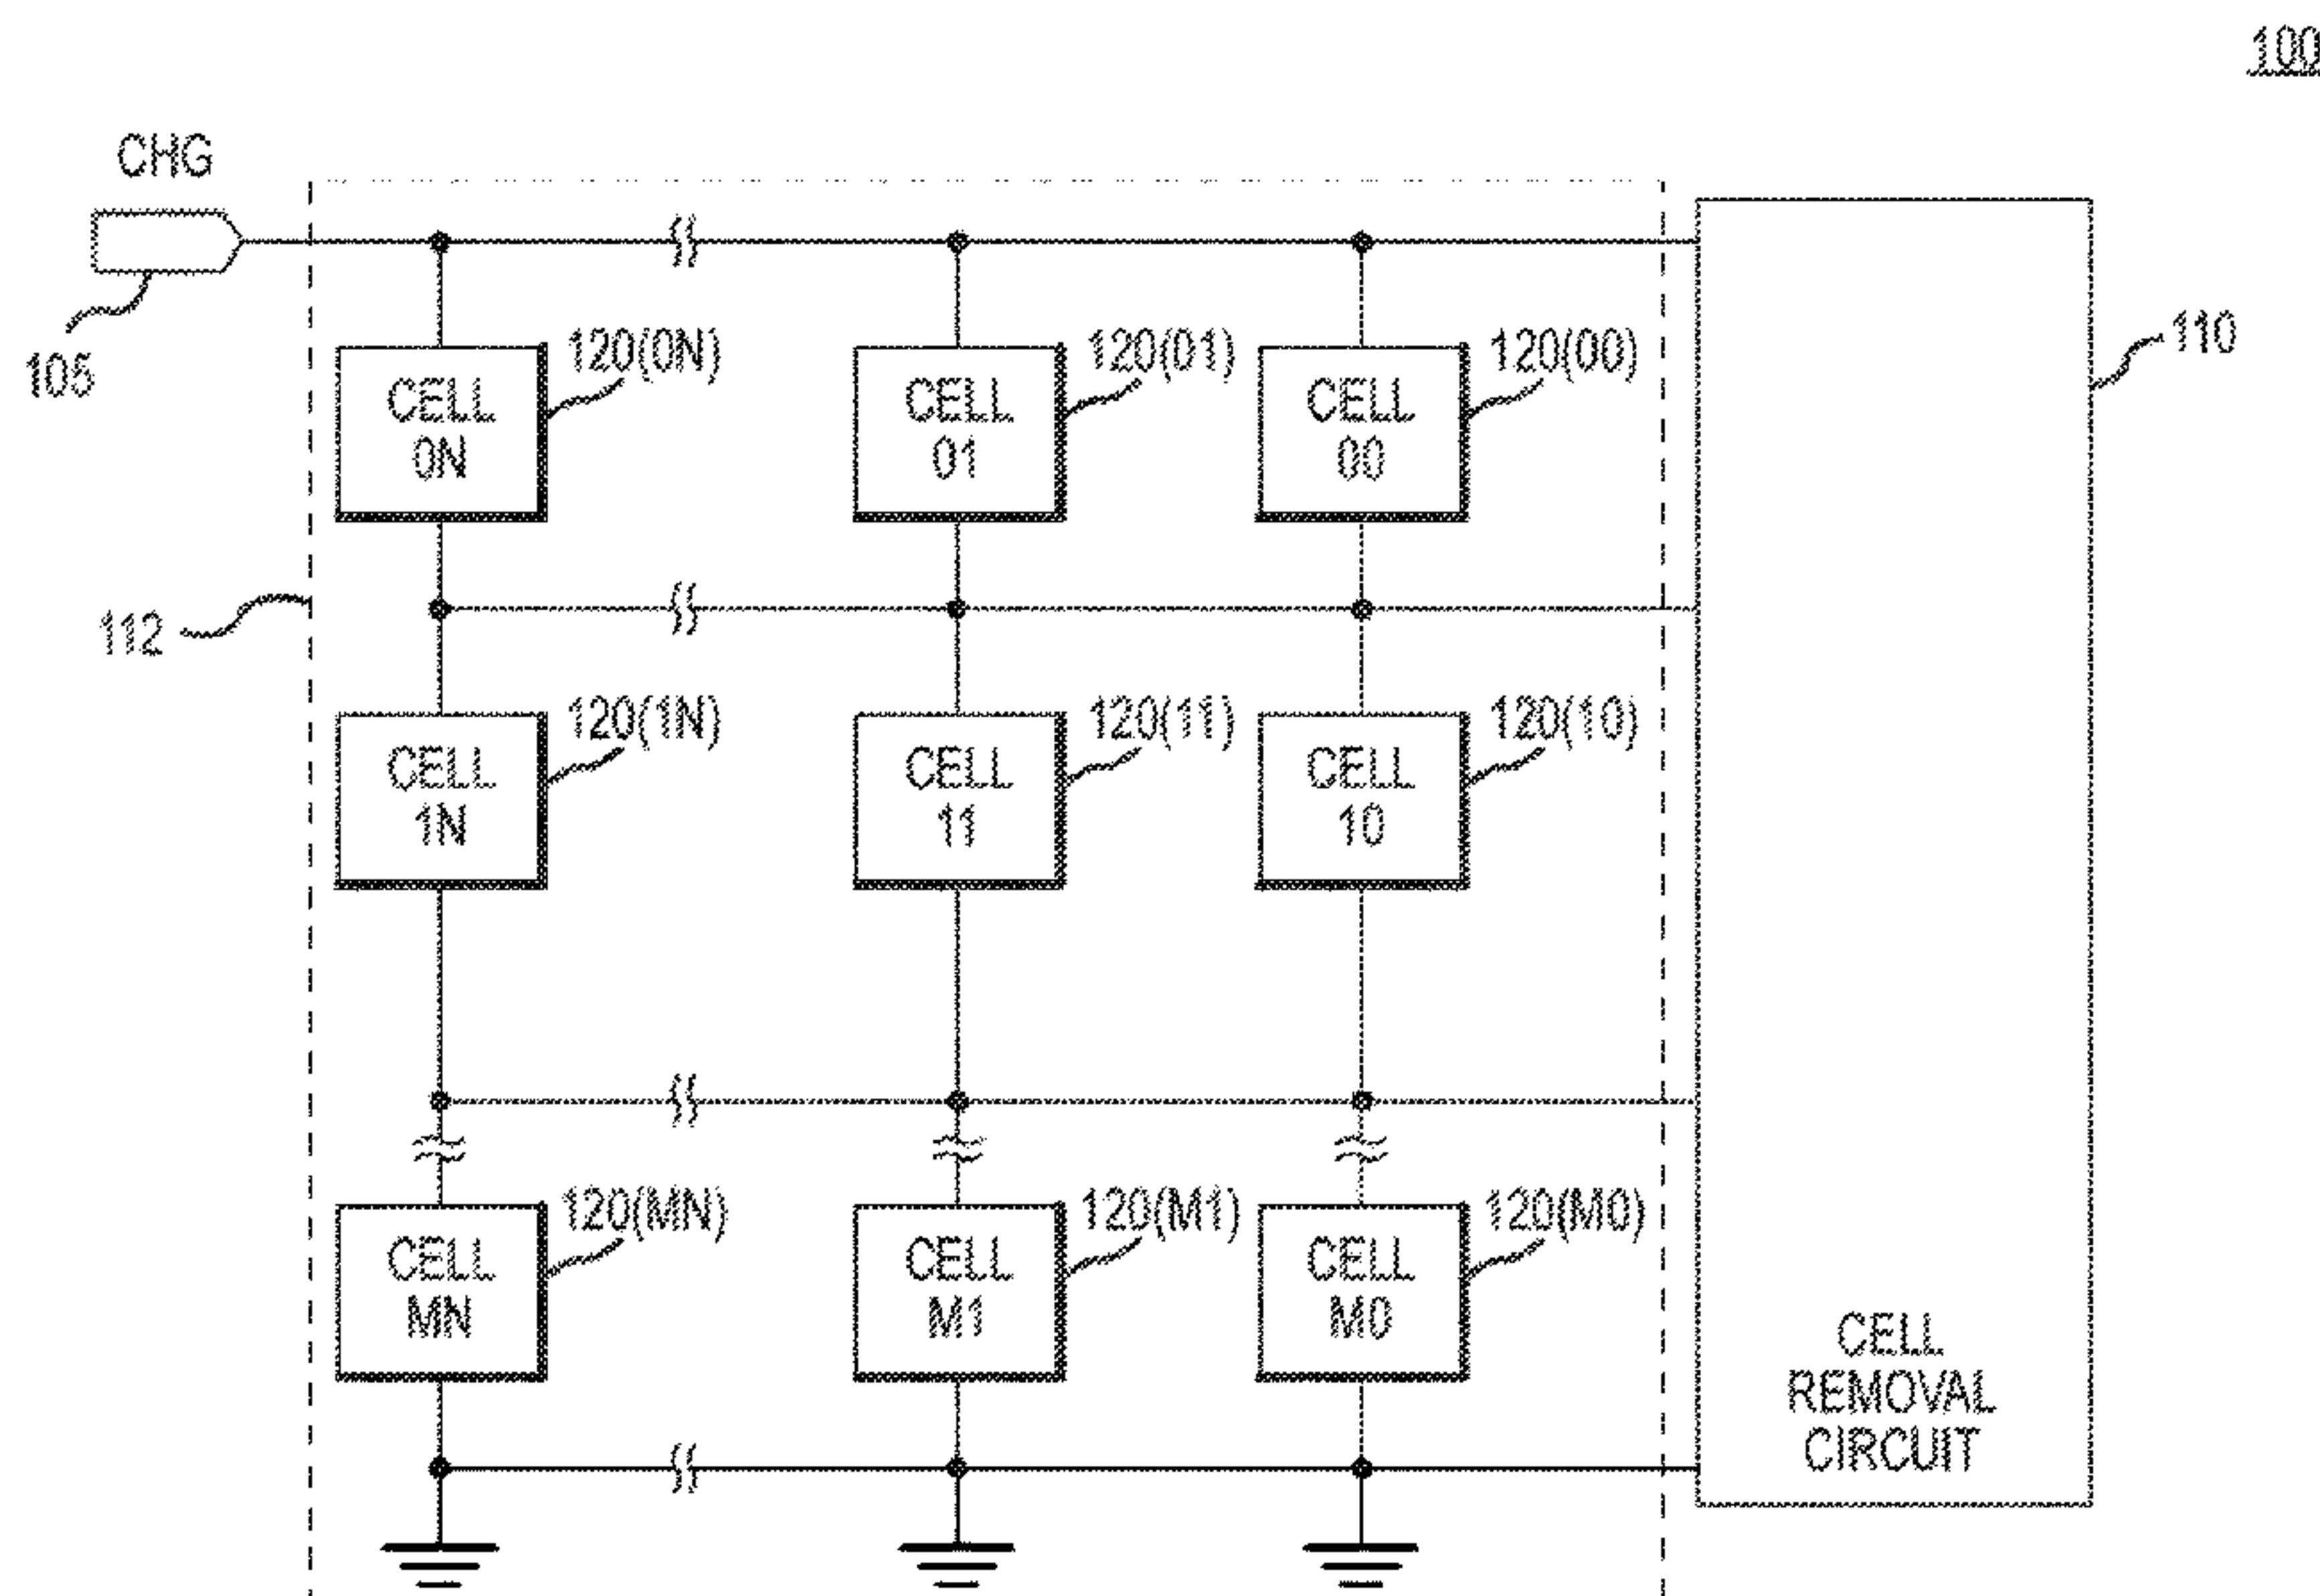 100
CHG
105
120(0N)
120(01)
120(00)
110
CELL
0N
CELL
01
CELL
00
112
120(1N)
120(11)
120(10)
CELL
1N
CELL
11
CELL
10
120(MN)
120(M1)
120(M0)
CELL
MN
CELL
M1
CELL
M0
CELL
REMOVAL
CIRCUIT